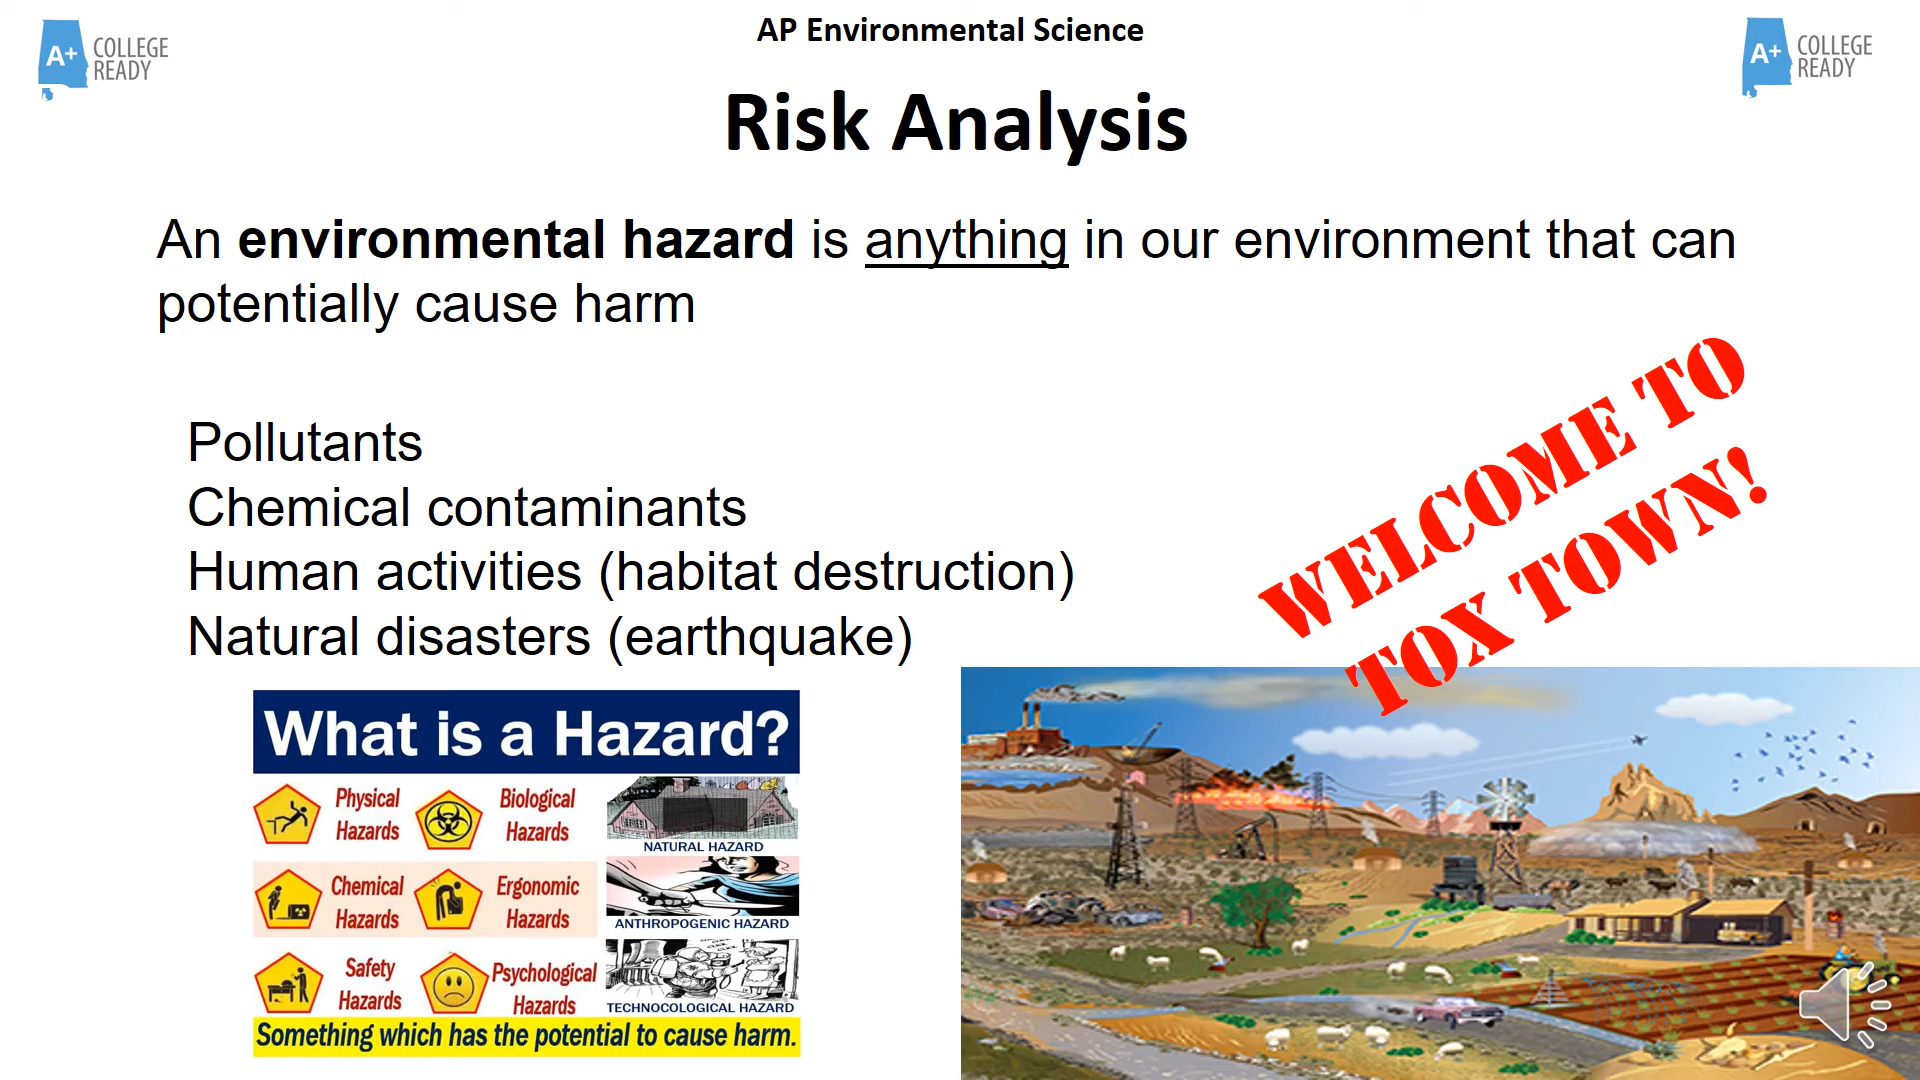 AP Environmental Science
A+ COLLEGE
READY
A+ COLLEGE
READY
Risk Analysis
An environmental hazard is anything in our environment that can
potentially cause harm
Pollutants
Chemical contaminants
Human activities (habitat destruction)
Natural disasters (earthquake)
WELCOME TO
TOX TOWN!
What is a Hazard?
Physical
Hazards
Biological
Hazards
NATURAL HAZARD
Chemical
Hazards
Ergonomic
Hazards
ANTHROPOGENIC HAZARD
Safety
Hazards
Psychological
Hazards
TECHNOCOLOGICAL HAZARD
Something which has the potential to cause harm.